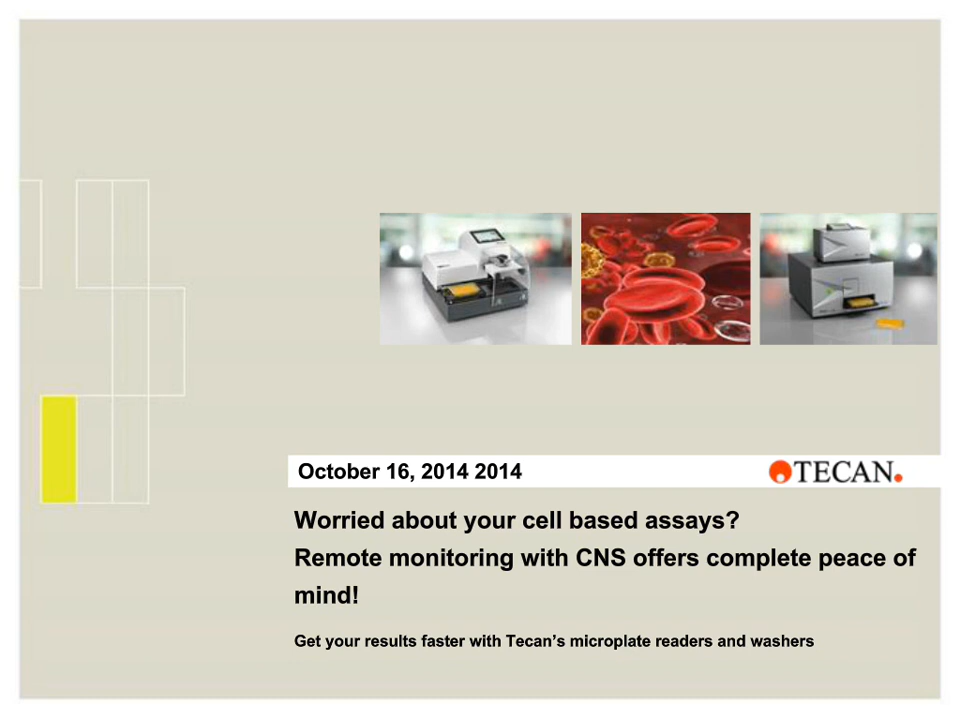 October 16, 2014 2014
TECAN.
Worried about your cell based assays?
Remote monitoring with CNS offers complete peace of
mind!
Get your results faster with Tecan’s microplate readers and washers